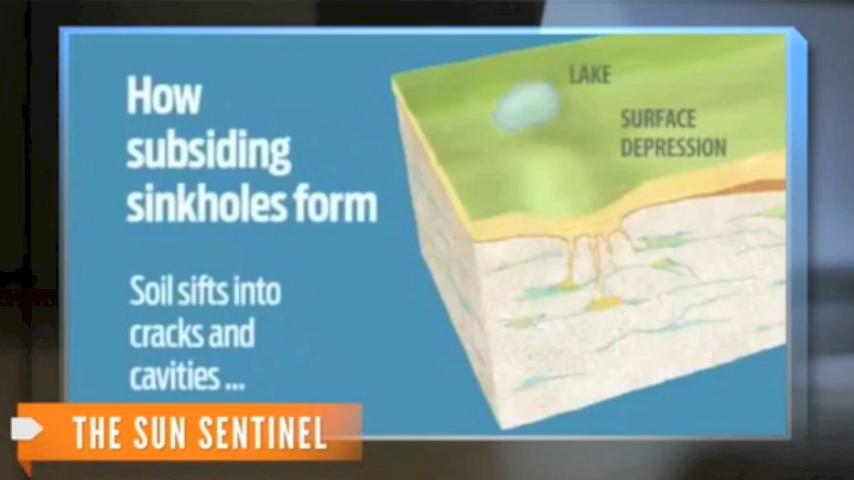 How
subsiding
sinkholes form
Soil sifts into
cracks and
cavities ...
LAKE
SURFACE
DEPRESSION
THE SUN SENTINEL